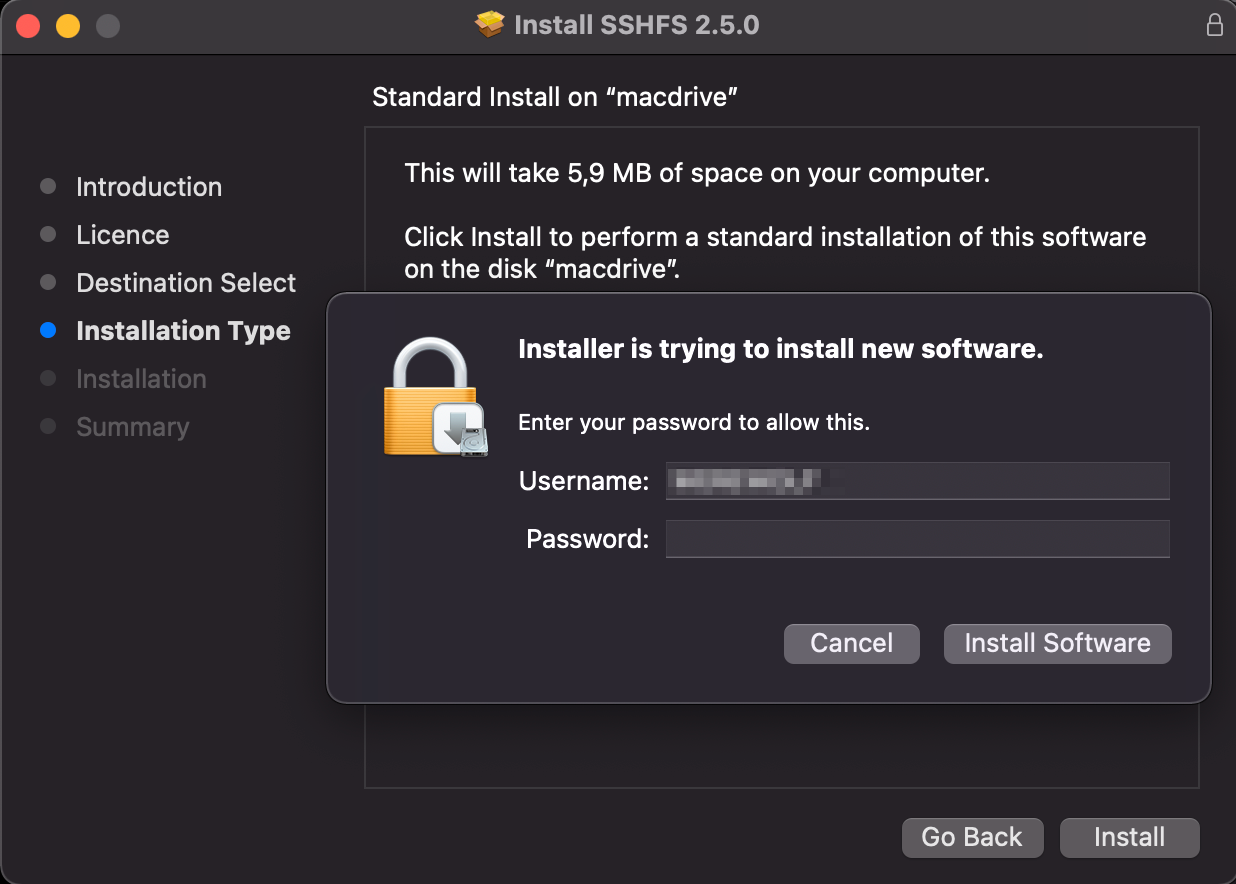 Install SSHFS 2.5.0
Standard Install on “macdrive”
This will take 5,9 MB of space on your computer.
Click Install to perform a standard installation of this software
on the disk “macdrive”.
Introduction
Licence
Destination Select
Installation Type
Installation
Summary
Installer is trying to install new software.
Enter your password to allow this.
Username:
Password:
Cancel
Install Software
Go Back
Install